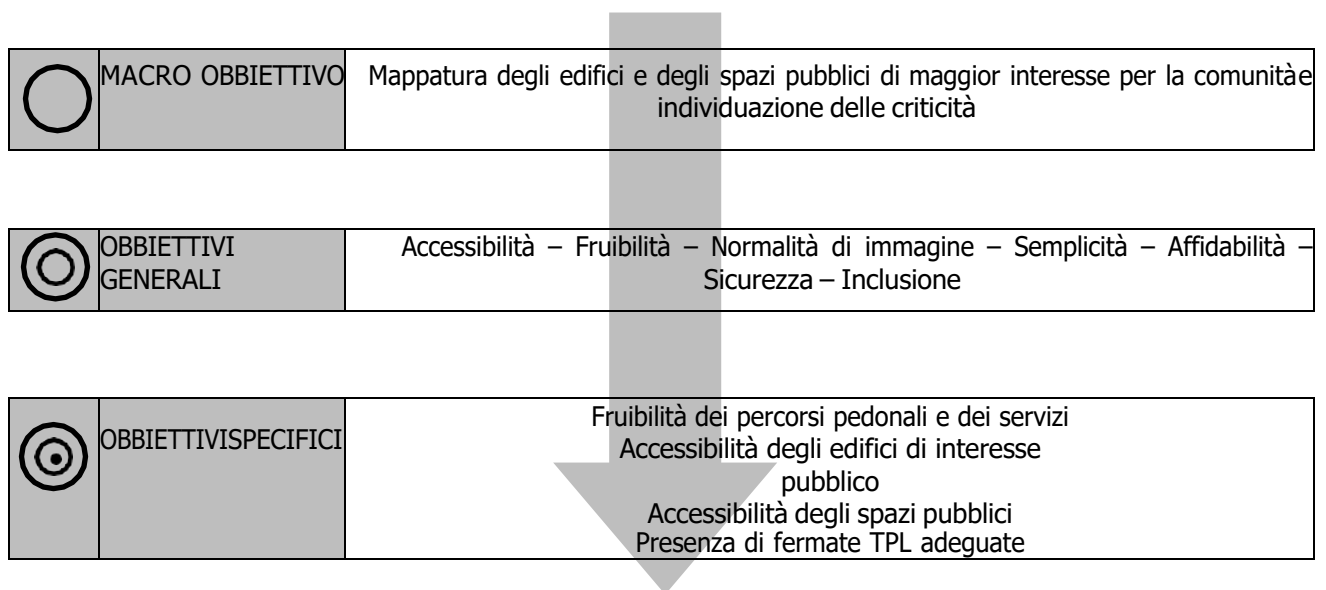 MACRO OBBIETTIVO
Mappatura degli edifici e degli spazi pubblici di maggior interesse per la comunitàe
individuazione delle criticità
OBBIETTIVI
GENERALI
Accessibilità – Fruibilità – Normalità di immagine – Semplicità – Affidabilità –
Sicurezza – Inclusione
OBBIETTIVISPECIFICI
Fruibilità dei percorsi pedonali e dei servizi
Accessibilità degli edifici di interesse
pubblico
Accessibilità degli spazi pubblici
Presenza di fermate TPL adeguate